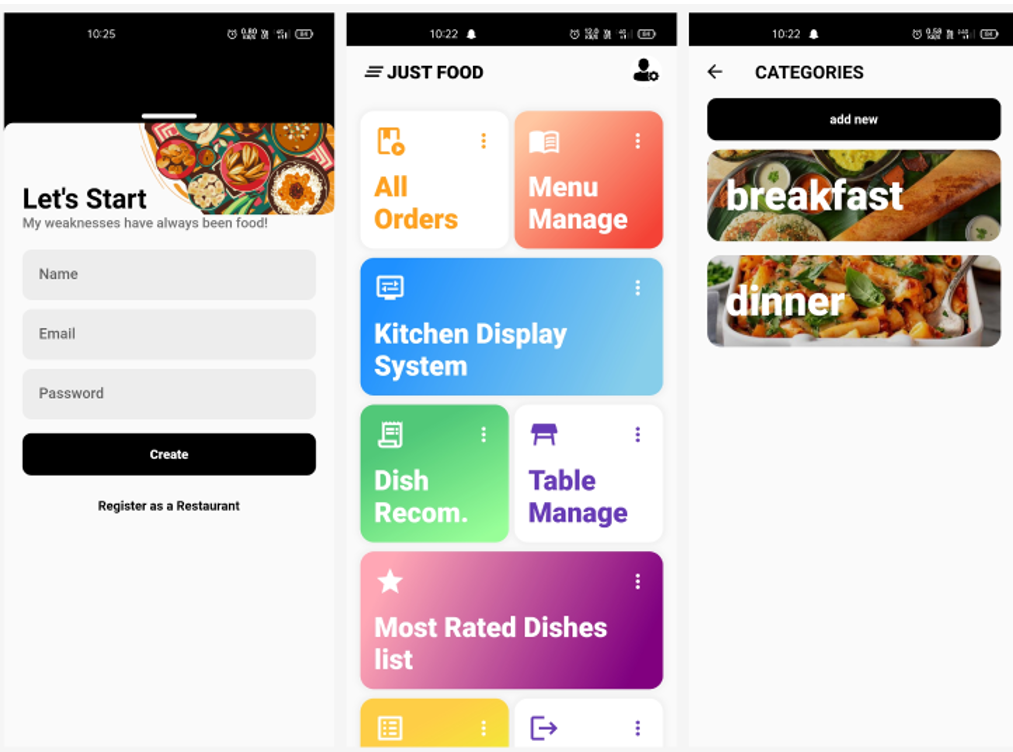 10:25
Let's Start
My weaknesses have always been food!
Name
Email
Password
Create
Register as a Restaurant
10:22
JUST FOOD
All
Orders
Menu
Manage
Kitchen Display
System
Dish
Recom.
Table
Manage
Most Rated Dishes
list
10:22
CATEGORIES
add new
breakfast
dinner